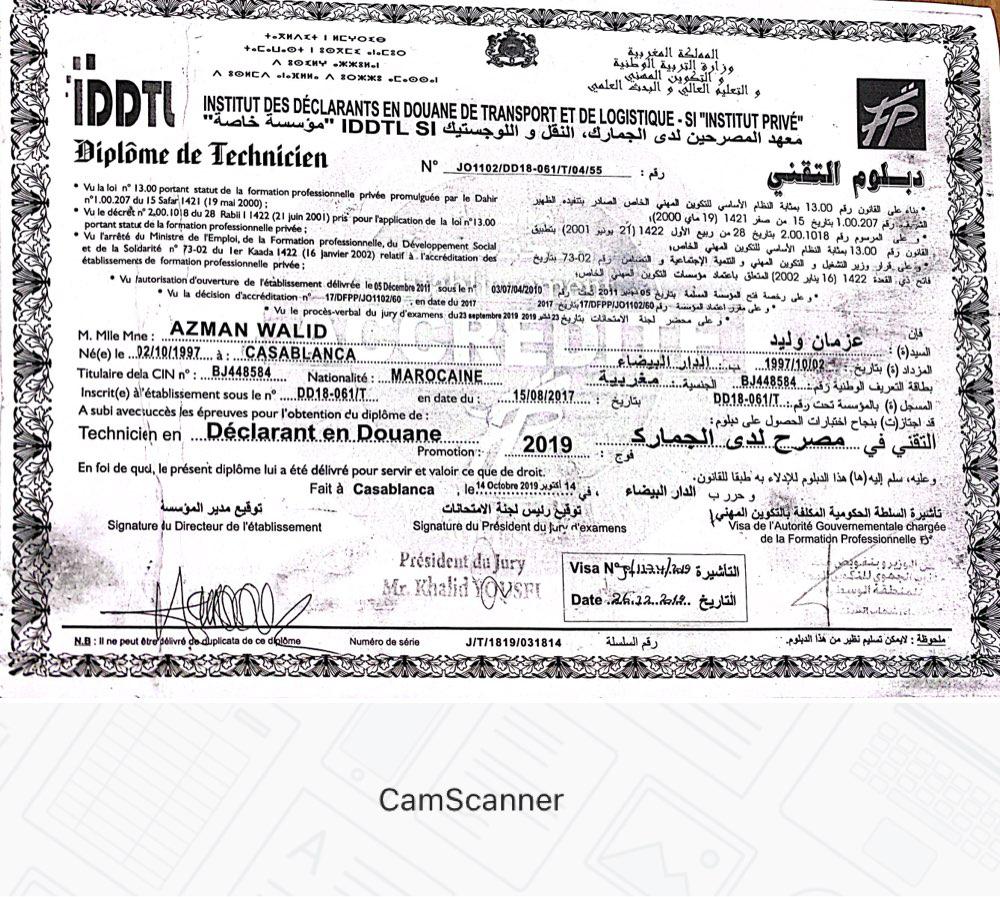 ⵜⴰⴳⵍⴷⵉⵜ ⵏ ⵍⵎⵖⵔⵉⴱ
المملكة المغربية
وزارة التربية الوطنية
و التكوين المهني
و التعليم العالي و البحث العلمي
IDDTL
INSTITUT DES DÉCLARANTS EN DOUANE DE TRANSPORT ET DE LOGISTIQUE - SI "INSTITUT PRIVÉ"
معهد المصرحين لدى الجمارك، النقل و اللوجستيك IDDTL SI "مؤسسة خاصة"
FP
Diplôme de Technicien
N° JO1102/DD18-061/T/04/55 رقم :
دبلوم التقني
• Vu la loi n° 13.00 portant statut de la formation professionnelle privée promulguée par le Dahir
n°1.00.207 du 15 Safar 1421 (19 mai 2000) ;
• Vu le décret n° 2.00.1018 du 28 Rabii I 1422 (21 juin 2001) pris pour l'application de la loi n°13.00
portant statut de la formation professionnelle privée ;
• Vu l'arrêté du Ministre de l'Emploi, de la Formation professionnelle, du Développement Social
et de la Solidarité n° 73-02 du 1er Kaada 1422 (16 janvier 2002) relatif à l'accréditation des
établissements de formation professionnelle privée ;
• بناء على القانون رقم 13.00 بمثابة النظام الأساسي للتكوين المهني الخاص الصادر بتنفيذه الظهير
الشريف رقم 1.00.207 بتاريخ 15 من صفر 1421 (19 ماي 2000)،
• و على المرسوم رقم 2.00.1018 بتاريخ 28 من ربيع الأول 1422 (21 يونيو 2001) بتطبيق
القانون رقم 13.00 بمثابة النظام الأساسي للتكوين المهني الخاص،
• و على قرار وزير التشغيل و التكوين المهني و التنمية الاجتماعية و التضامن رقم 73-02 بتاريخ
فاتح ذي القعدة 1422 (16 يناير 2002) المتعلق باعتماد مؤسسات التكوين المهني الخاص،
• Vu l'autorisation d'ouverture de l'établissement délivrée le 05 Décembre 2011 sous le n° 03/07/04/2010 رقم تحت 2011 دجنبر 05 بتاريخ المسلمة المؤسسة فتح رخصة على و •
• Vu la décision d'accréditation n° 17/DFPP/JO1102/60 , en date du 2017 2017 بتاريخ 17/DFPP/JO1102/60 رقم المؤسسة اعتماد مقرر على و •
• Vu le procès-verbal du jury d'examens du 23 septembre 2019 2019 شتنبر 23 بتاريخ الامتحانات لجنة محضر على و •
ACCREDITE
M. Mlle Mme : AZMAN WALID
فإن
السيد(ة) : عزمان وليد
Né(e) le 02/10/1997 à : CASABLANCA
المزداد (ة) بتاريخ : 1997/10/02 ب الدار البيضاء
Titulaire dela CIN n° : BJ448584 Nationalité : MAROCAINE
بطاقة التعريف الوطنية رقم BJ448584 الجنسية مغربية
Inscrit(e) à l'établissement sous le n° DD18-061/T en date du : 15/08/2017 بتاريخ
المسجل (ة) بالمؤسسة تحت رقم : DD18-061/T
A subi avec succès les épreuves pour l'obtention du diplôme de :
قد اجتاز(ت) بنجاح اختبارات الحصول على دبلوم :
Technicien en Déclarant en Douane
التقني في مصرح لدى الجمارك
Promotion : 2019 : فوج
En foi de quoi, le présent diplôme lui a été délivré pour servir et valoir ce que de droit.
وعليه، سلم إليه (ها) هذا الدبلوم للإدلاء به طبقا للقانون.
Fait à Casablanca , le 14 Octobre 2019 14 أكتوبر ، في
و حرر ب الدار البيضاء
توقيع مدير المؤسسة
Signature du Directeur de l'établissement
توقيع رئيس لجنة الامتحانات
Signature du Président du jury d'examens
تأشيرة السلطة الحكومية المكلفة بالتكوين المهني
Visa de l'Autorité Gouvernementale chargée
de la Formation Professionnelle
Président du Jury
Mr. Khalid YOUSFI
Visa N° التأشيرة
Date 26.12.2019 التاريخ
N.B : Il ne peut être délivré de duplicata de ce diplôme
Numéro de série J/T/1819/031814 رقم السلسلة
ملحوظة : لايمكن تسليم نظير من هذا الدبلوم.
CamScanner